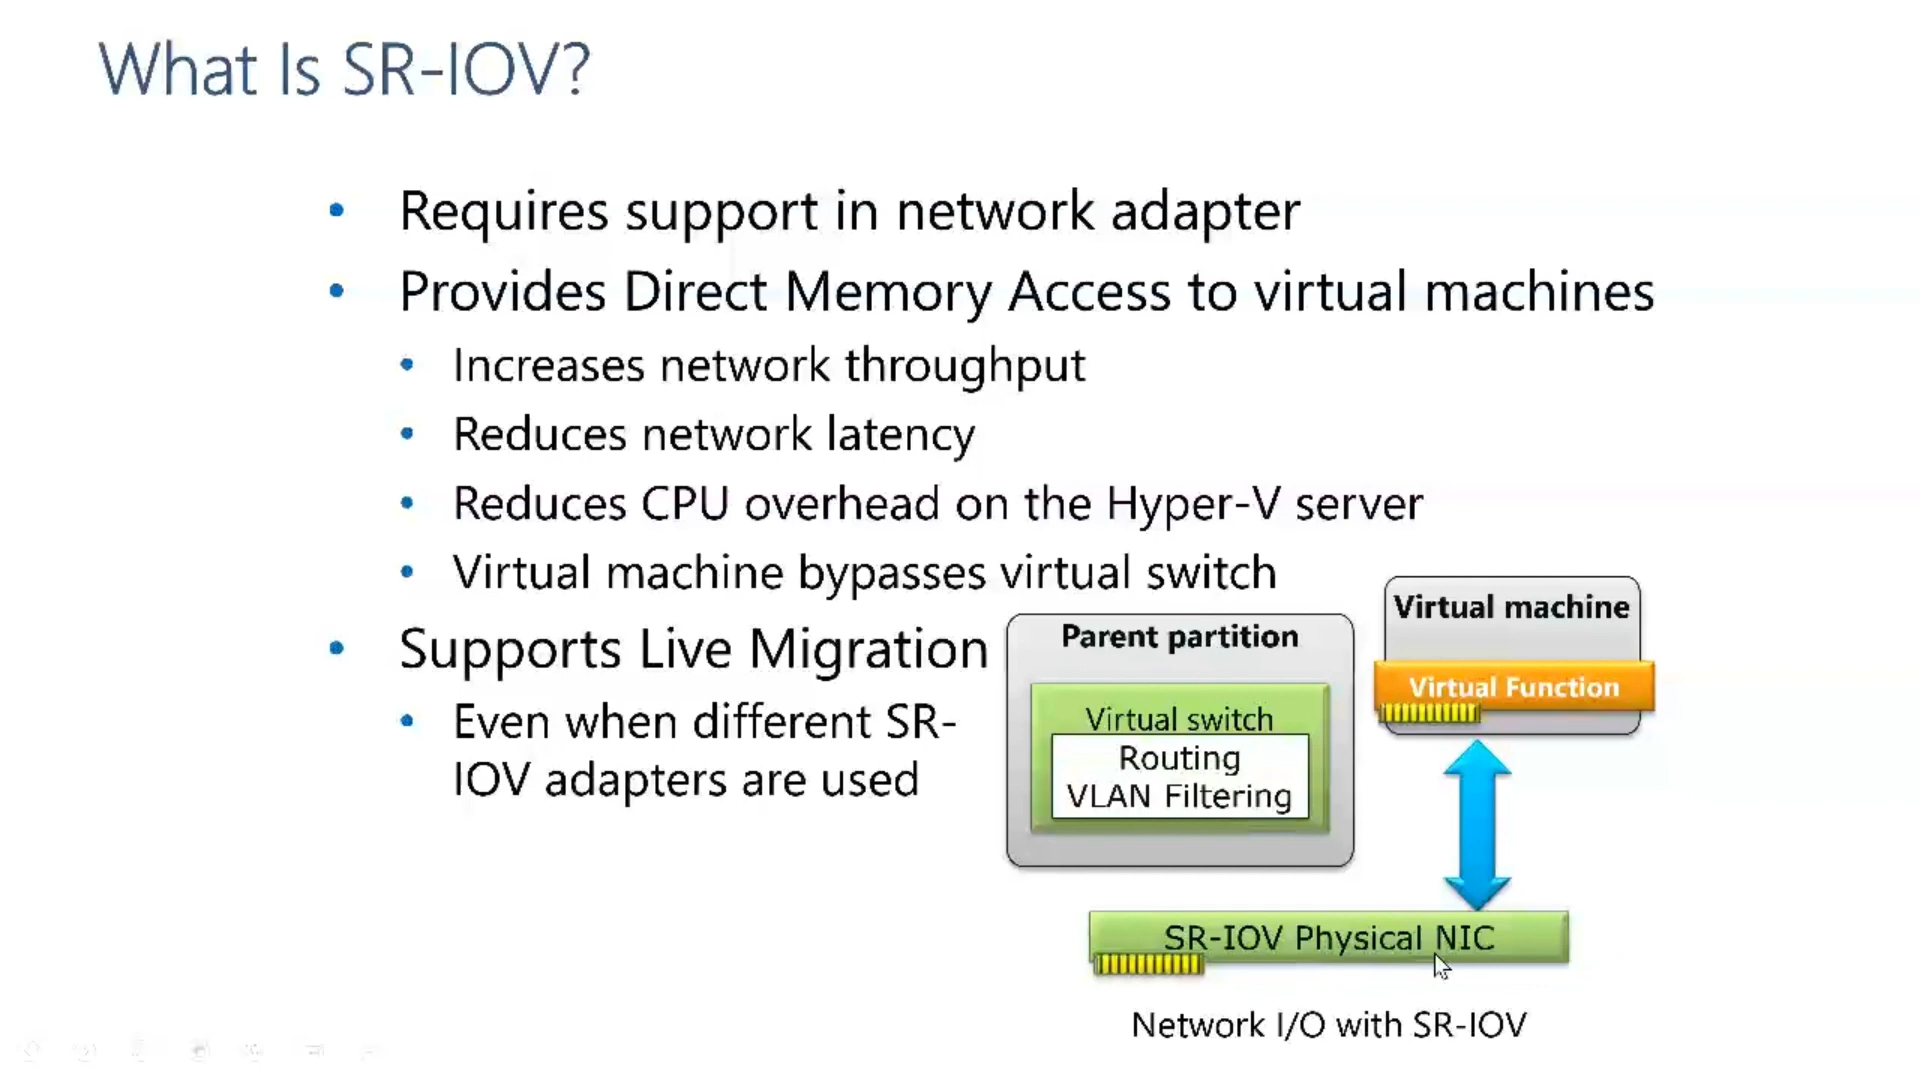 What Is SR-IOV?
• Requires support in network adapter
• Provides Direct Memory Access to virtual machines
• Increases network throughput
• Reduces network latency
• Reduces CPU overhead on the Hyper-V server
• Virtual machine bypasses virtual switch
• Supports Live Migration
• Even when different SR-
IOV adapters are used
Parent partition
Virtual switch
Routing
VLAN Filtering
Virtual machine
Virtual Function
SR-IOV Physical NIC
Network I/O with SR-IOV